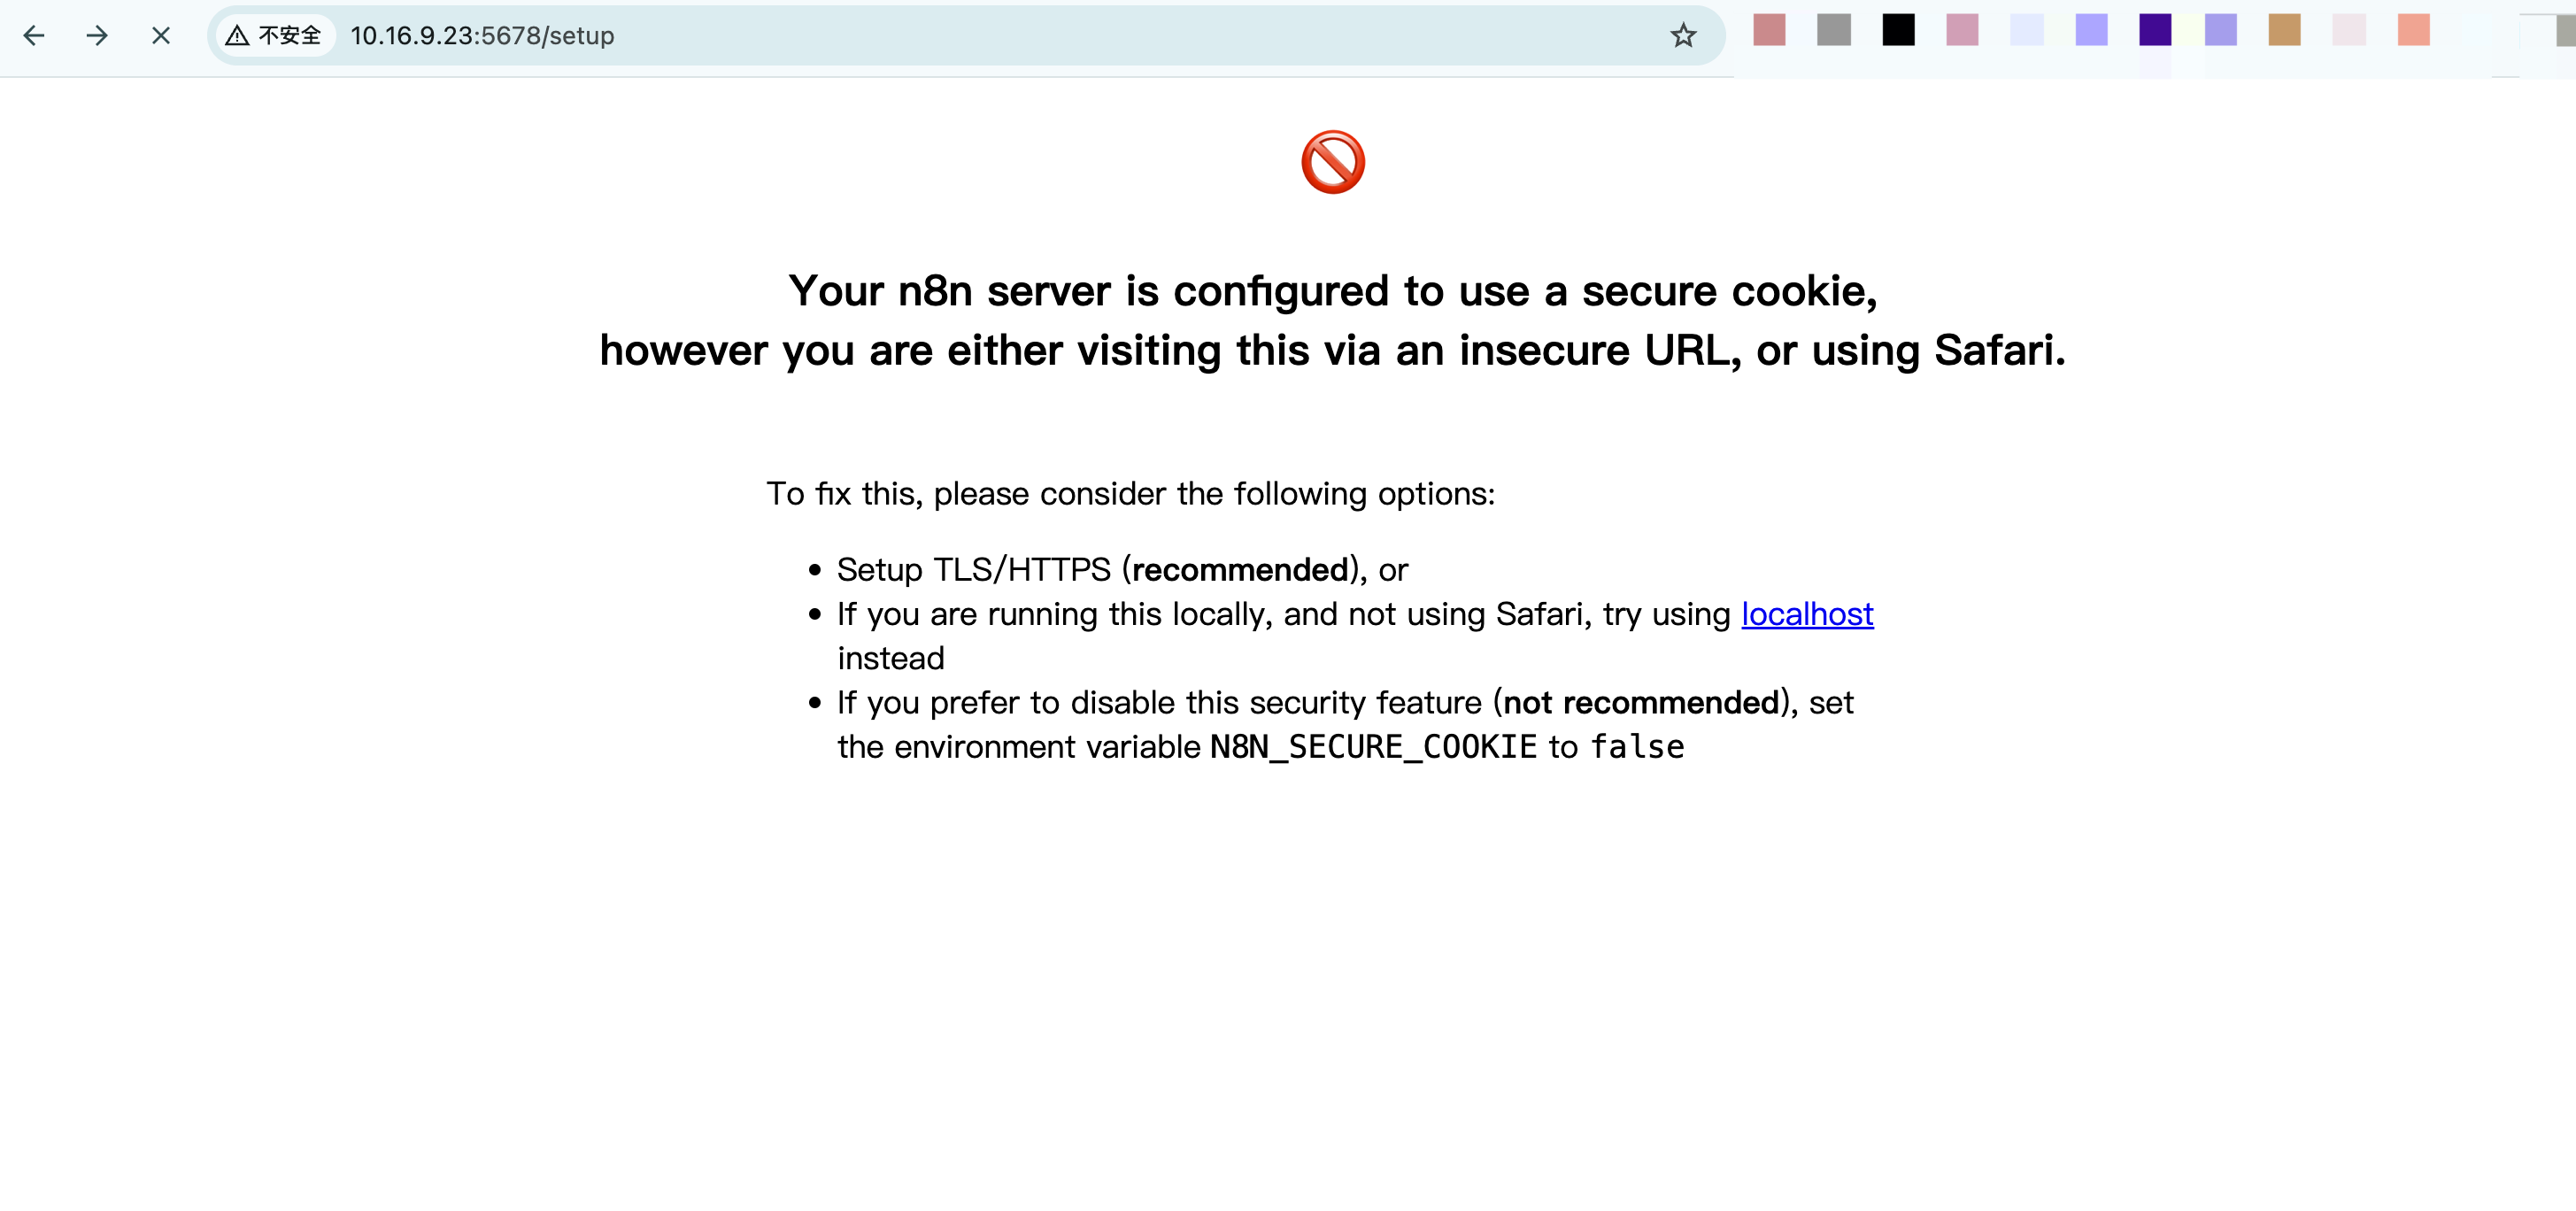 不安全 10.16.9.23:5678/setup
Your n8n server is configured to use a secure cookie,
however you are either visiting this via an insecure URL, or using Safari.
To fix this, please consider the following options:
• Setup TLS/HTTPS (recommended), or
• If you are running this locally, and not using Safari, try using localhost
instead
• If you prefer to disable this security feature (not recommended), set
the environment variable N8N_SECURE_COOKIE to false